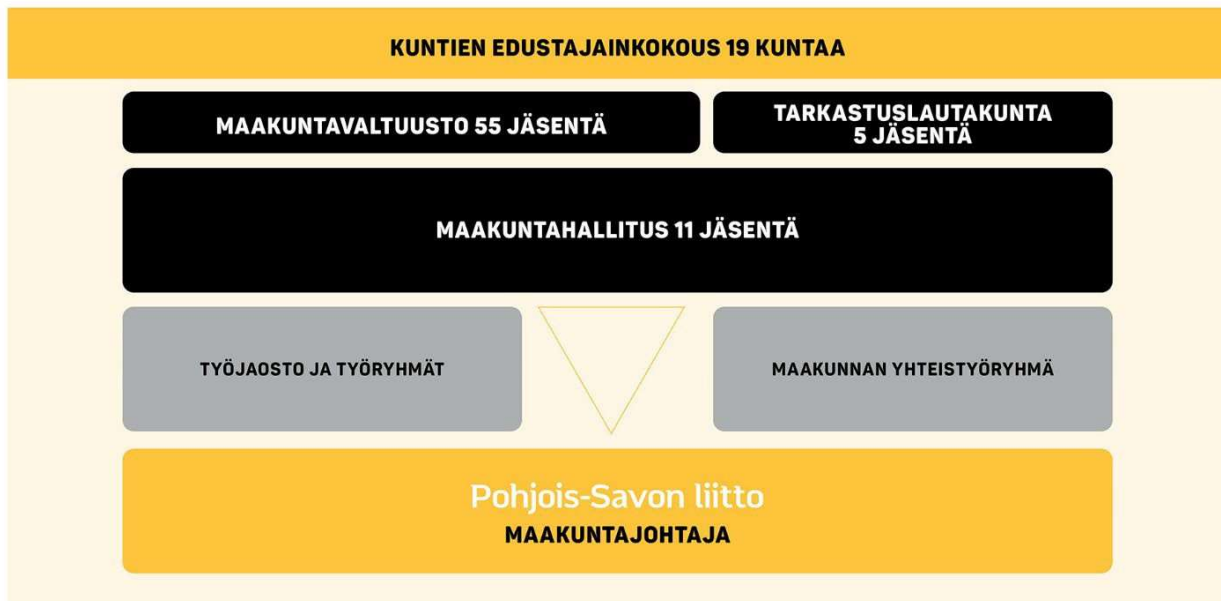 KUNTIEN EDUSTAJAINKOKOUS 19 KUNTAA
MAAKUNTAVALTUUSTO 55 JÄSENTÄ
TARKASTUSLAUTAKUNTA
5 JÄSENTÄ
MAAKUNTAHALLITUS 11 JÄSENTÄ
TYÖJAOSTO JA TYÖRYHMÄT
MAAKUNNAN YHTEISTYÖRYHMÄ
Pohjois-Savon liitto
MAAKUNTAJOHTAJA